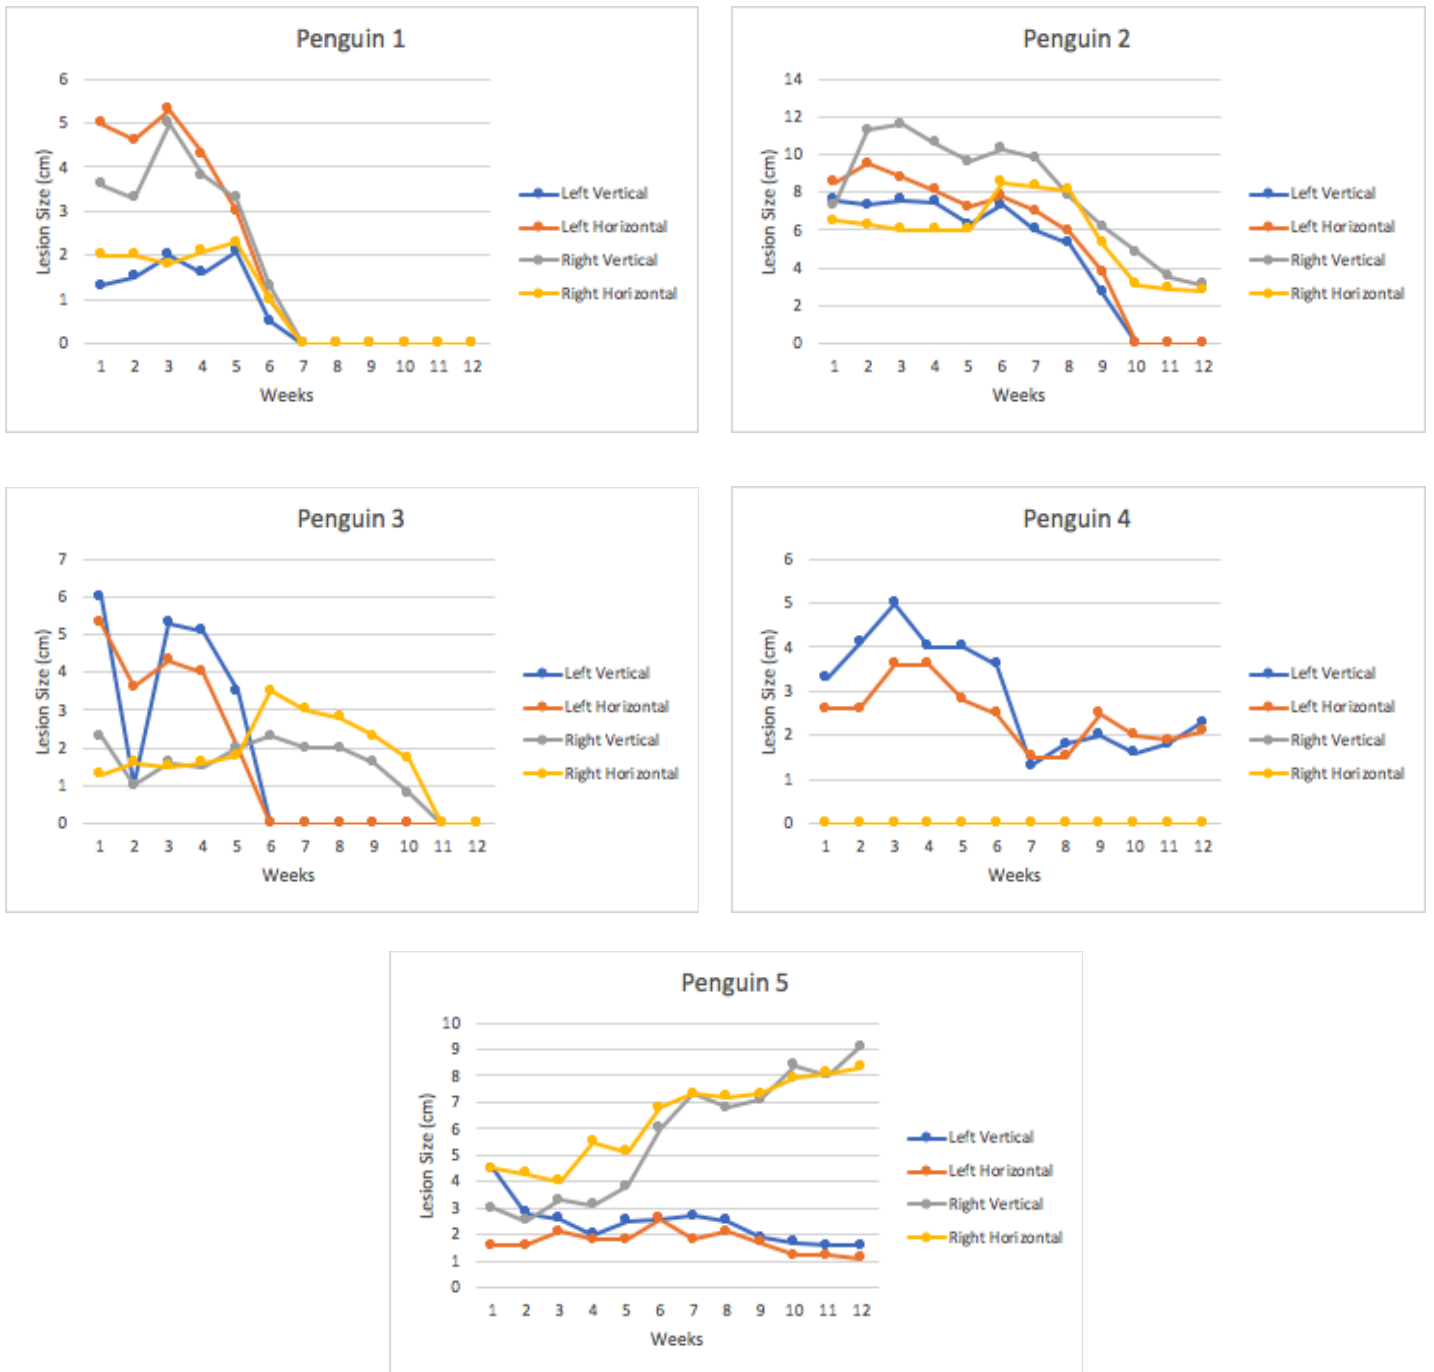 Penguin 1
6
5
4
3
2
1
0
Lesion Size (cm)
1 2 3 4 5 6 7 8 9 10 11 12
Weeks
Left Vertical
Left Horizontal
Right Vertical
Right Horizontal
Penguin 2
14
12
10
8
6
4
2
0
Lesion Size (cm)
1 2 3 4 5 6 7 8 9 10 11 12
Weeks
Left Vertical
Left Horizontal
Right Vertical
Right Horizontal
Penguin 3
7
6
5
4
3
2
1
0
Lesion Size (cm)
1 2 3 4 5 6 7 8 9 10 11 12
Weeks
Left Vertical
Left Horizontal
Right Vertical
Right Horizontal
Penguin 4
6
5
4
3
2
1
0
Lesion Size (cm)
1 2 3 4 5 6 7 8 9 10 11 12
Weeks
Left Vertical
Left Horizontal
Right Vertical
Right Horizontal
Penguin 5
10
9
8
7
6
5
4
3
2
1
0
Lesion Size (cm)
1 2 3 4 5 6 7 8 9 10 11 12
Weeks
Left Vertical
Left Horizontal
Right Vertical
Right Horizontal